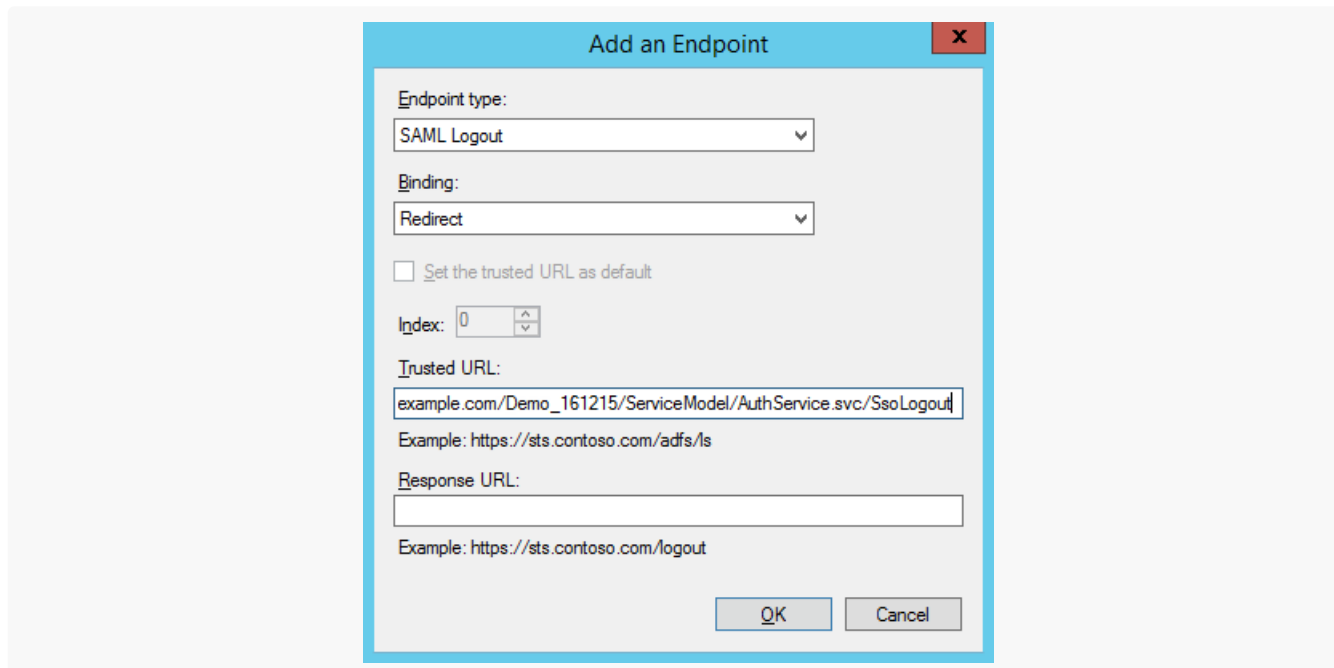 Add an Endpoint
x
Endpoint type:
SAML Logout
Binding:
Redirect
Set the trusted URL as default
Index: 0
Trusted URL:
example.com/Demo_161215/ServiceModel/AuthService.svc/SsoLogout
Example: https://sts.contoso.com/adfs/ls
Response URL:
Example: https://sts.contoso.com/logout
OK Cancel